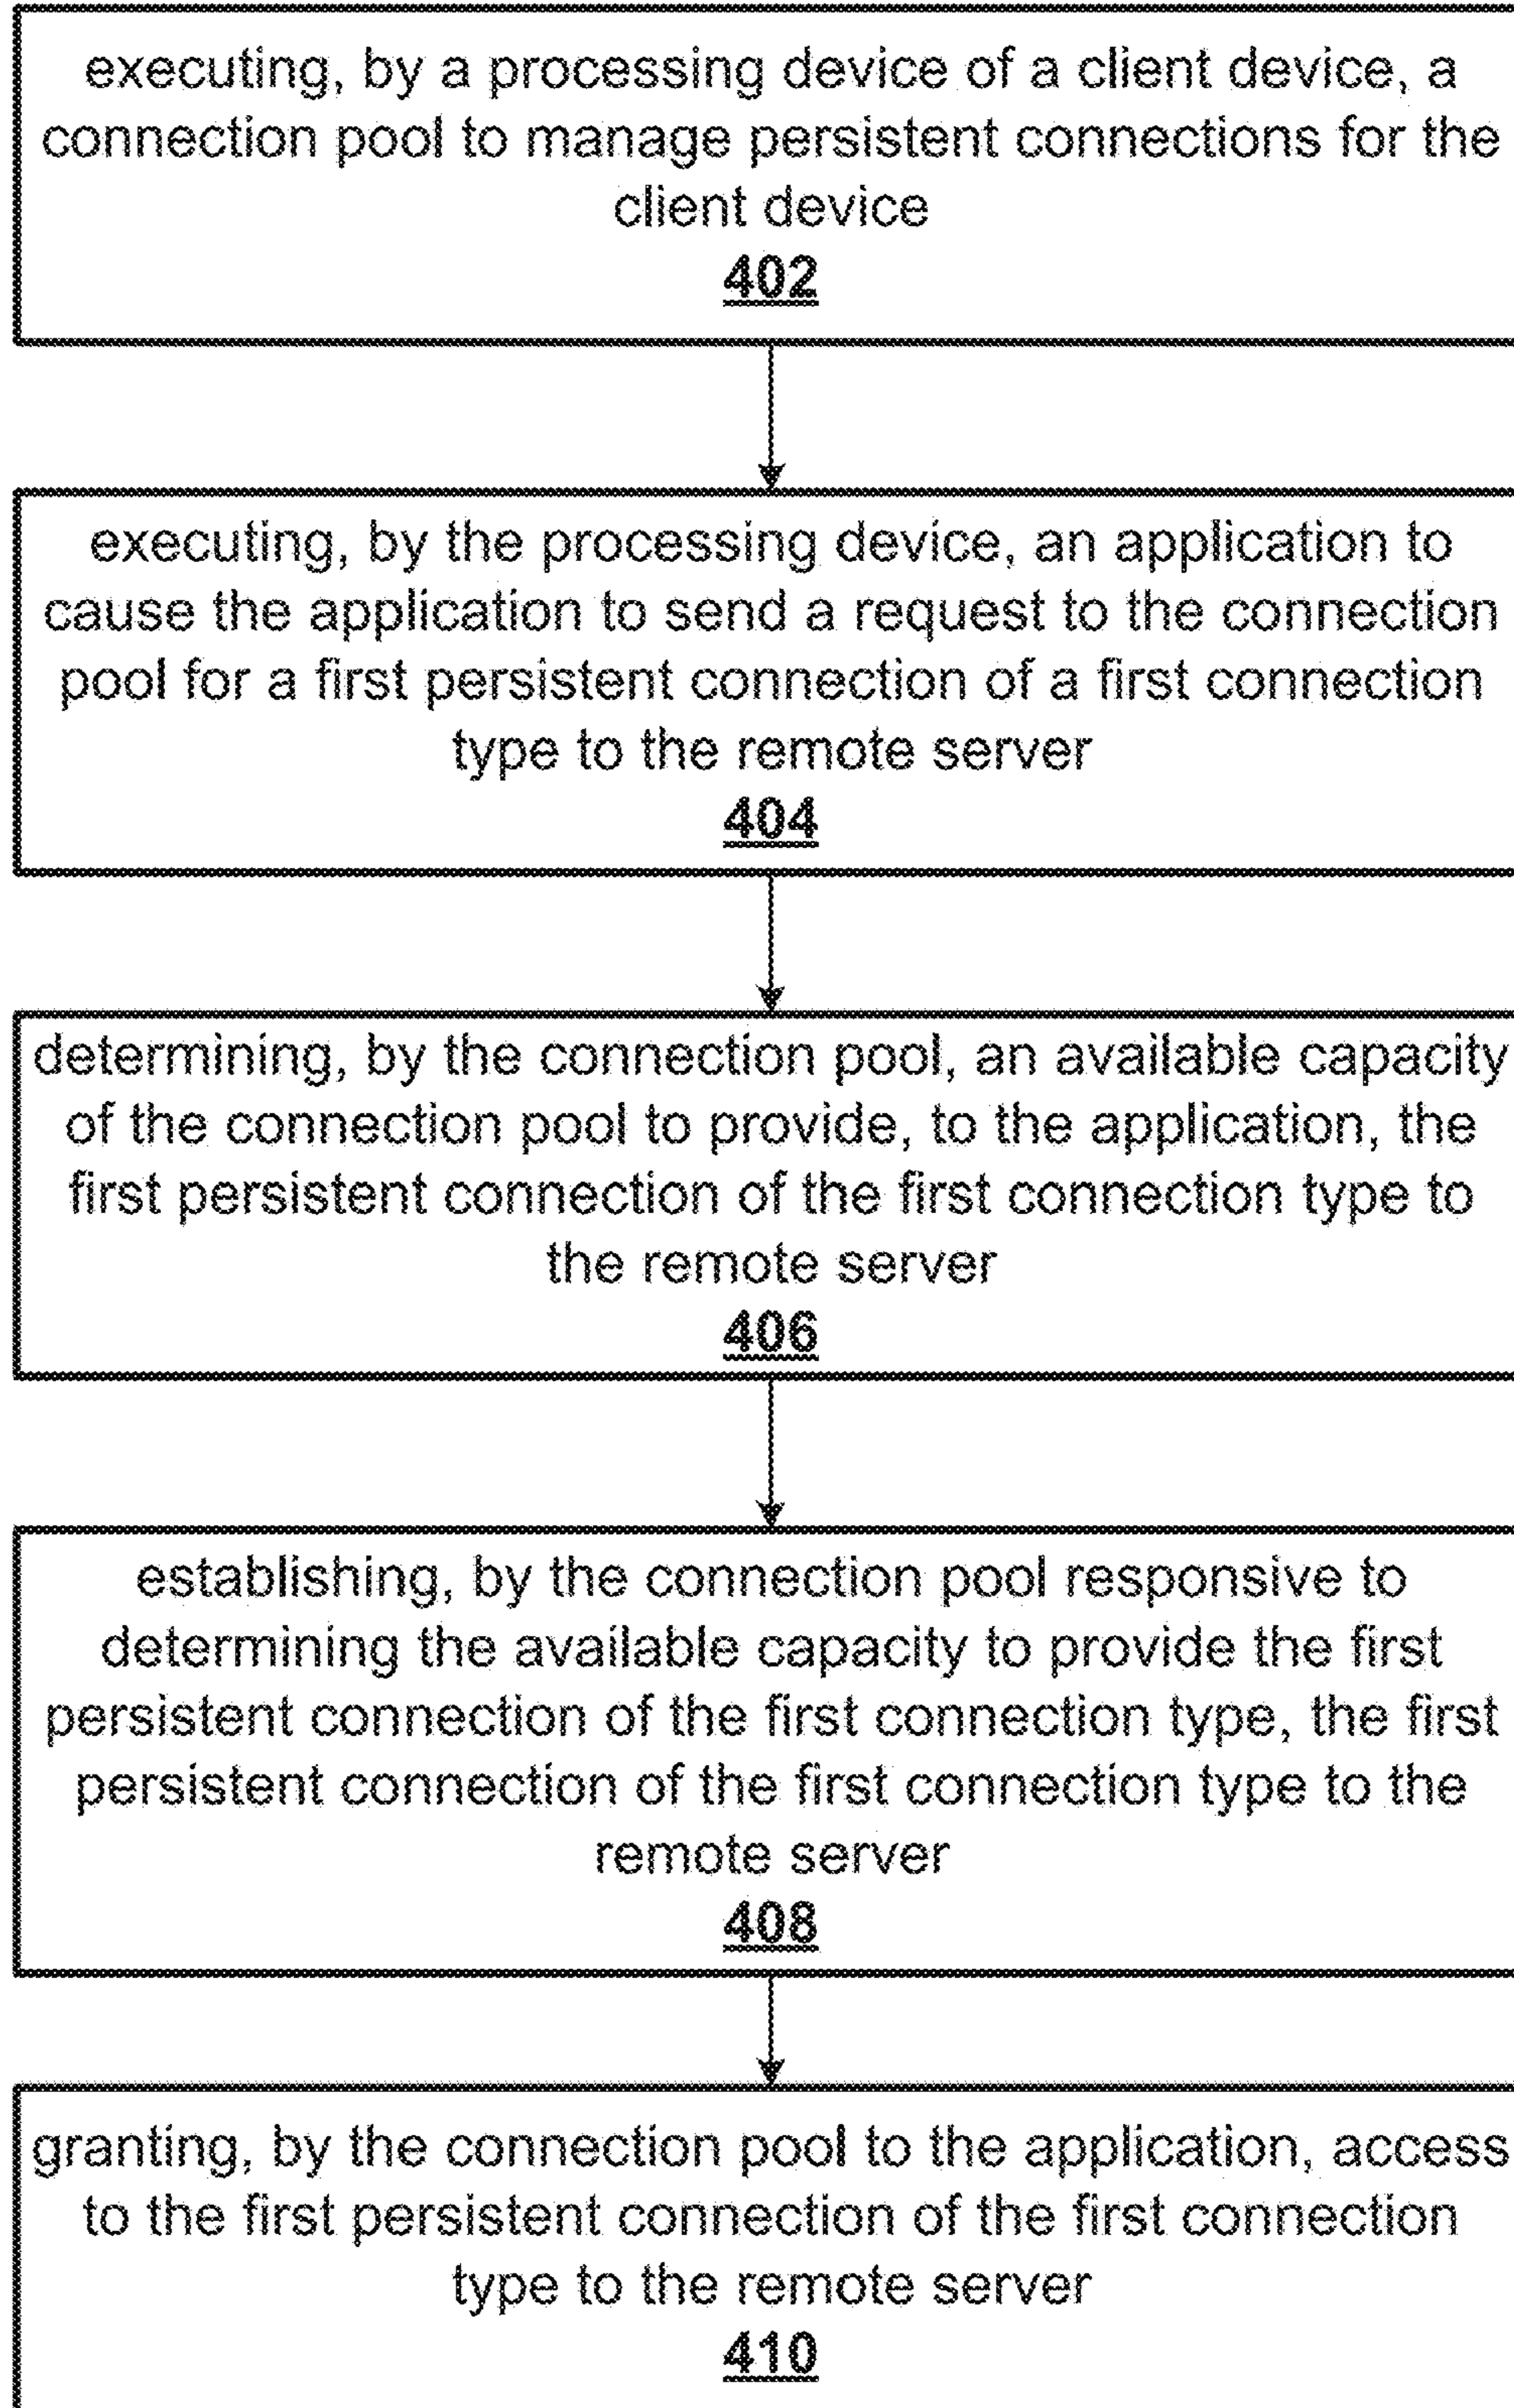 executing, by a processing device of a client device, a
connection pool to manage persistent connections for the
client device
402
executing, by the processing device, an application to
cause the application to send a request to the connection
pool for a first persistent connection of a first connection
type to the remote server
404
determining, by the connection pool, an available capacity
of the connection pool to provide, to the application, the
first persistent connection of the first connection type to
the remote server
406
establishing, by the connection pool responsive to
determining the available capacity to provide the first
persistent connection of the first connection type, the first
persistent connection of the first connection type to the
remote server
408
granting, by the connection pool to the application, access
to the first persistent connection of the first connection
type to the remote server
410